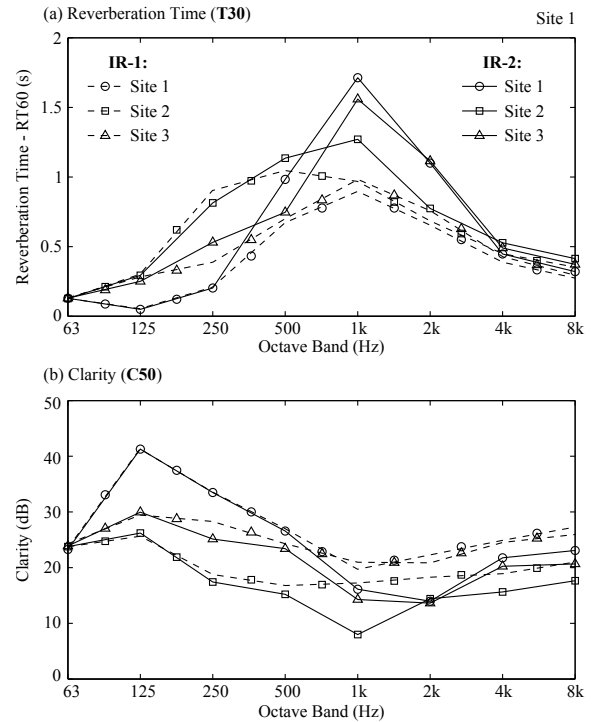 (a) Reverberation Time (T30)
Site 1
IR-1:
Site 1
Site 2
Site 3
IR-2:
Site 1
Site 2
Site 3
Reverberation Time - RT60 (s)
2
1.5
1
0.5
0
63 125 250 500 1k 2k 4k 8k
Octave Band (Hz)
(b) Clarity (C50)
Clarity (dB)
50
40
30
20
10
0
63 125 250 500 1k 2k 4k 8k
Octave Band (Hz)